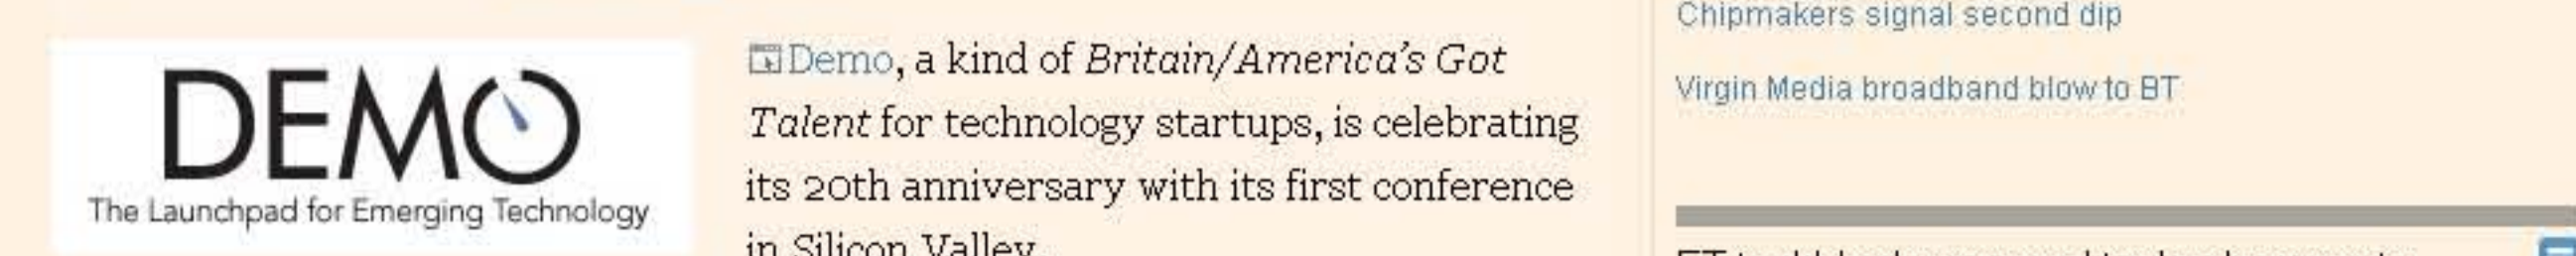 DEMO
The Launchpad for Emerging Technology
Demo, a kind of Britain/America's Got
Talent for technology startups, is celebrating
its 20th anniversary with its first conference
in Silicon Valley.
Chipmakers signal second dip
Virgin Media broadband blow to BT